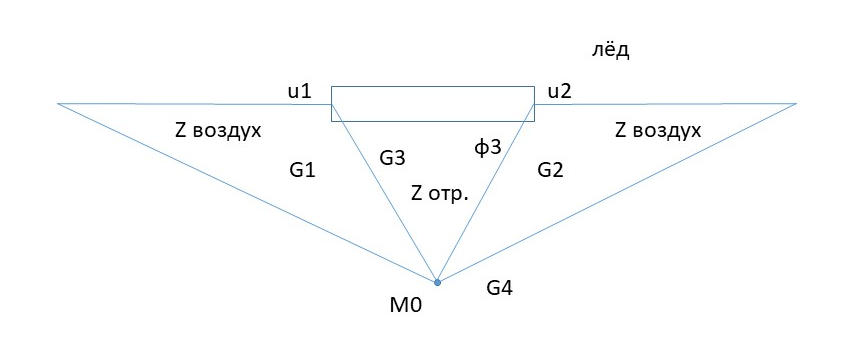 лёд
u1
u2
Z воздух
Z воздух
ф3
G3
G1
G2
Z отр.
G4
M0